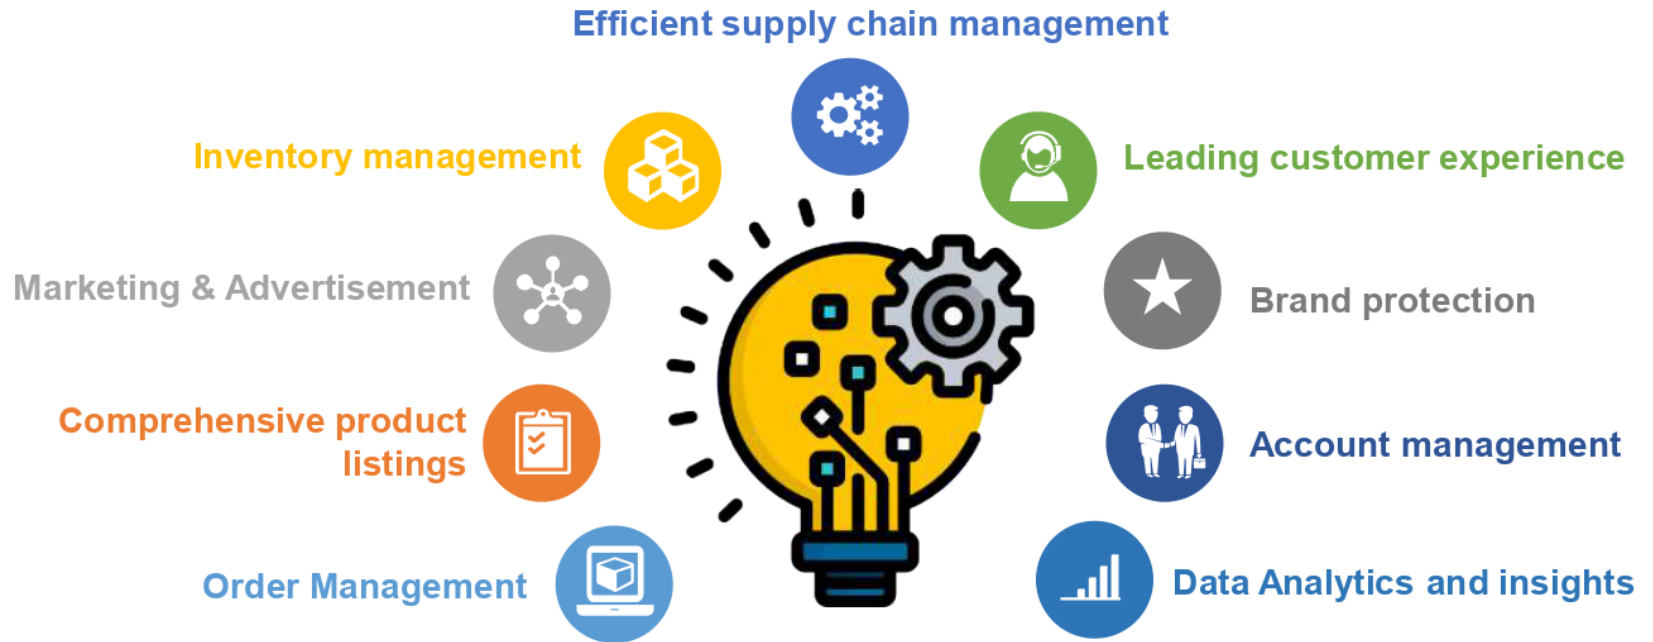 Efficient supply chain management
Inventory management
Leading customer experience
Marketing & Advertisement
Brand protection
Comprehensive product
listings
Account management
Order Management
Data Analytics and insights